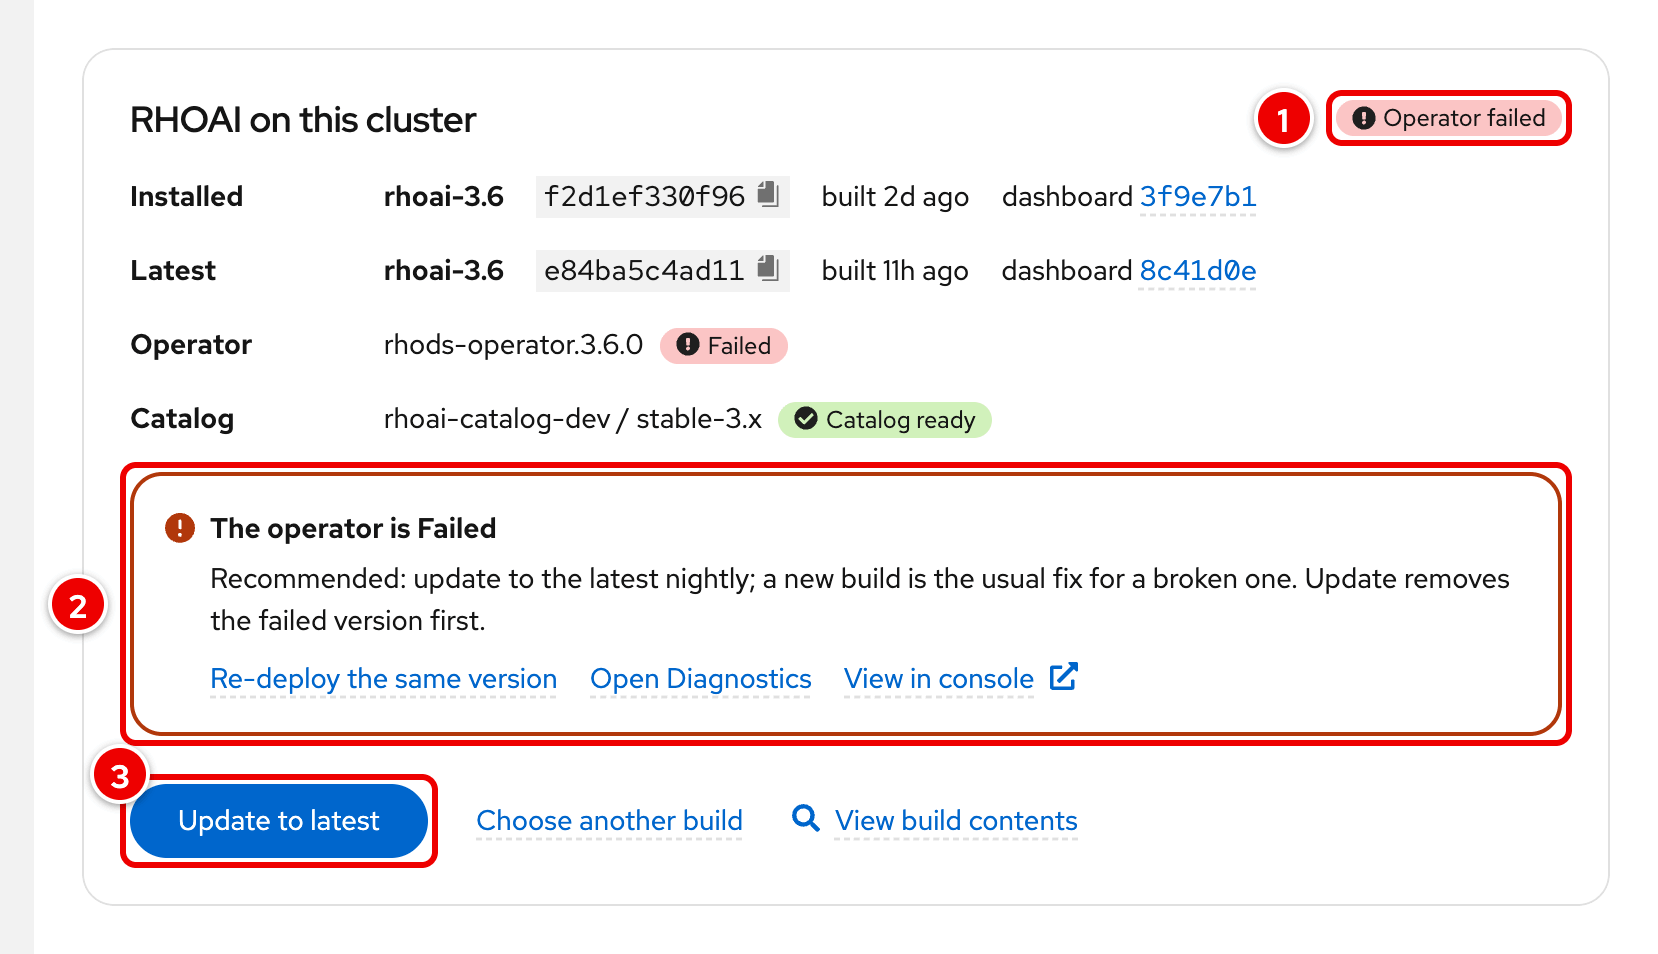 RHOAI on this cluster
1
Operator failed
Installed rhoai-3.6 f2d1ef330f96 built 2d ago dashboard 3f9e7b1
Latest rhoai-3.6 e84ba5c4ad11 built 11h ago dashboard 8c41d0e
Operator rhods-operator.3.6.0 Failed
Catalog rhoai-catalog-dev / stable-3.x Catalog ready
2
The operator is Failed
Recommended: update to the latest nightly; a new build is the usual fix for a broken one. Update removes
the failed version first.
Re-deploy the same version Open Diagnostics View in console
3
Update to latest Choose another build View build contents